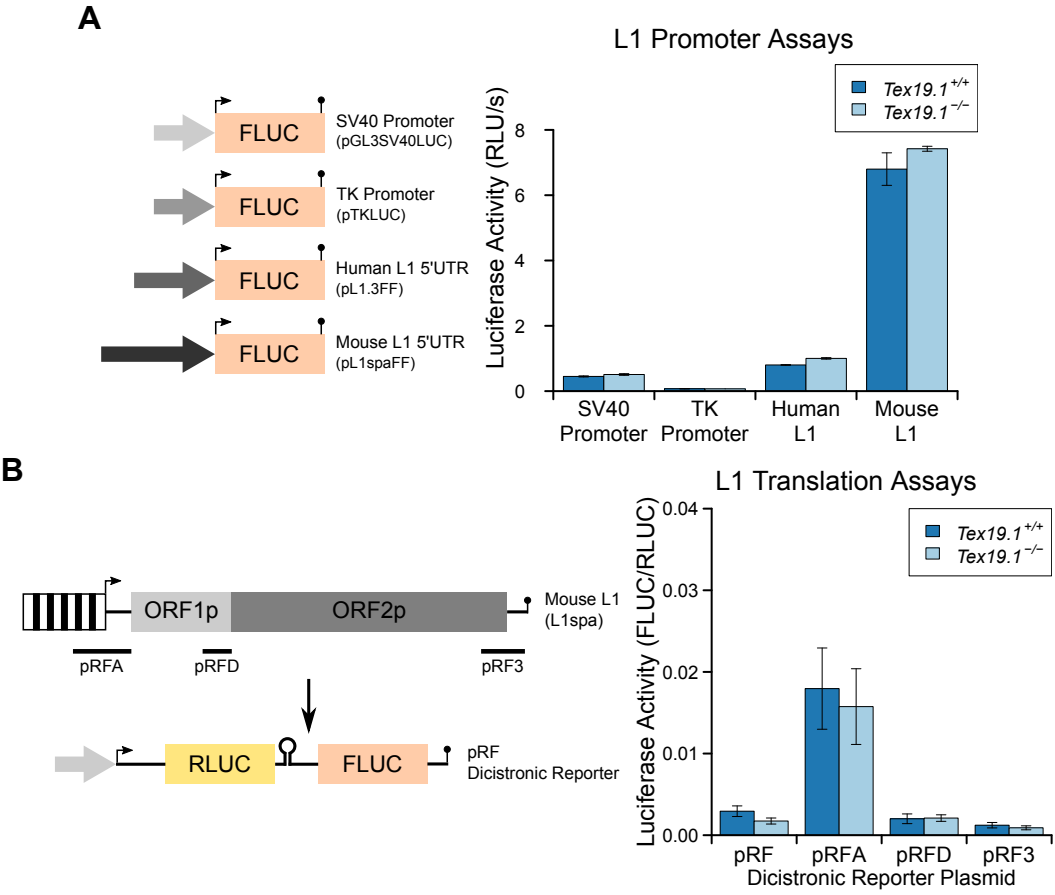 A
L1 Promoter Assays
FLUC
SV40 Promoter
(pGL3SV40LUC)
FLUC
TK Promoter
(pTKLUC)
FLUC
Human L1 5'UTR
(pL1.3FF)
FLUC
Mouse L1 5'UTR
(pL1spaFF)
Luciferase Activity (RLU/s)
Tex19.1+/+
Tex19.1−/−
8
6
4
2
0
SV40 Promoter
TK Promoter
Human L1
Mouse L1
B
L1 Translation Assays
ORF1p
ORF2p
Mouse L1
(L1spa)
pRFA
pRFD
pRF3
RLUC
FLUC
pRF
Dicistronic Reporter
Luciferase Activity (FLUC/RLUC)
Tex19.1+/+
Tex19.1−/−
0.04
0.03
0.02
0.01
0.00
pRF
pRFA
pRFD
pRF3
Dicistronic Reporter Plasmid